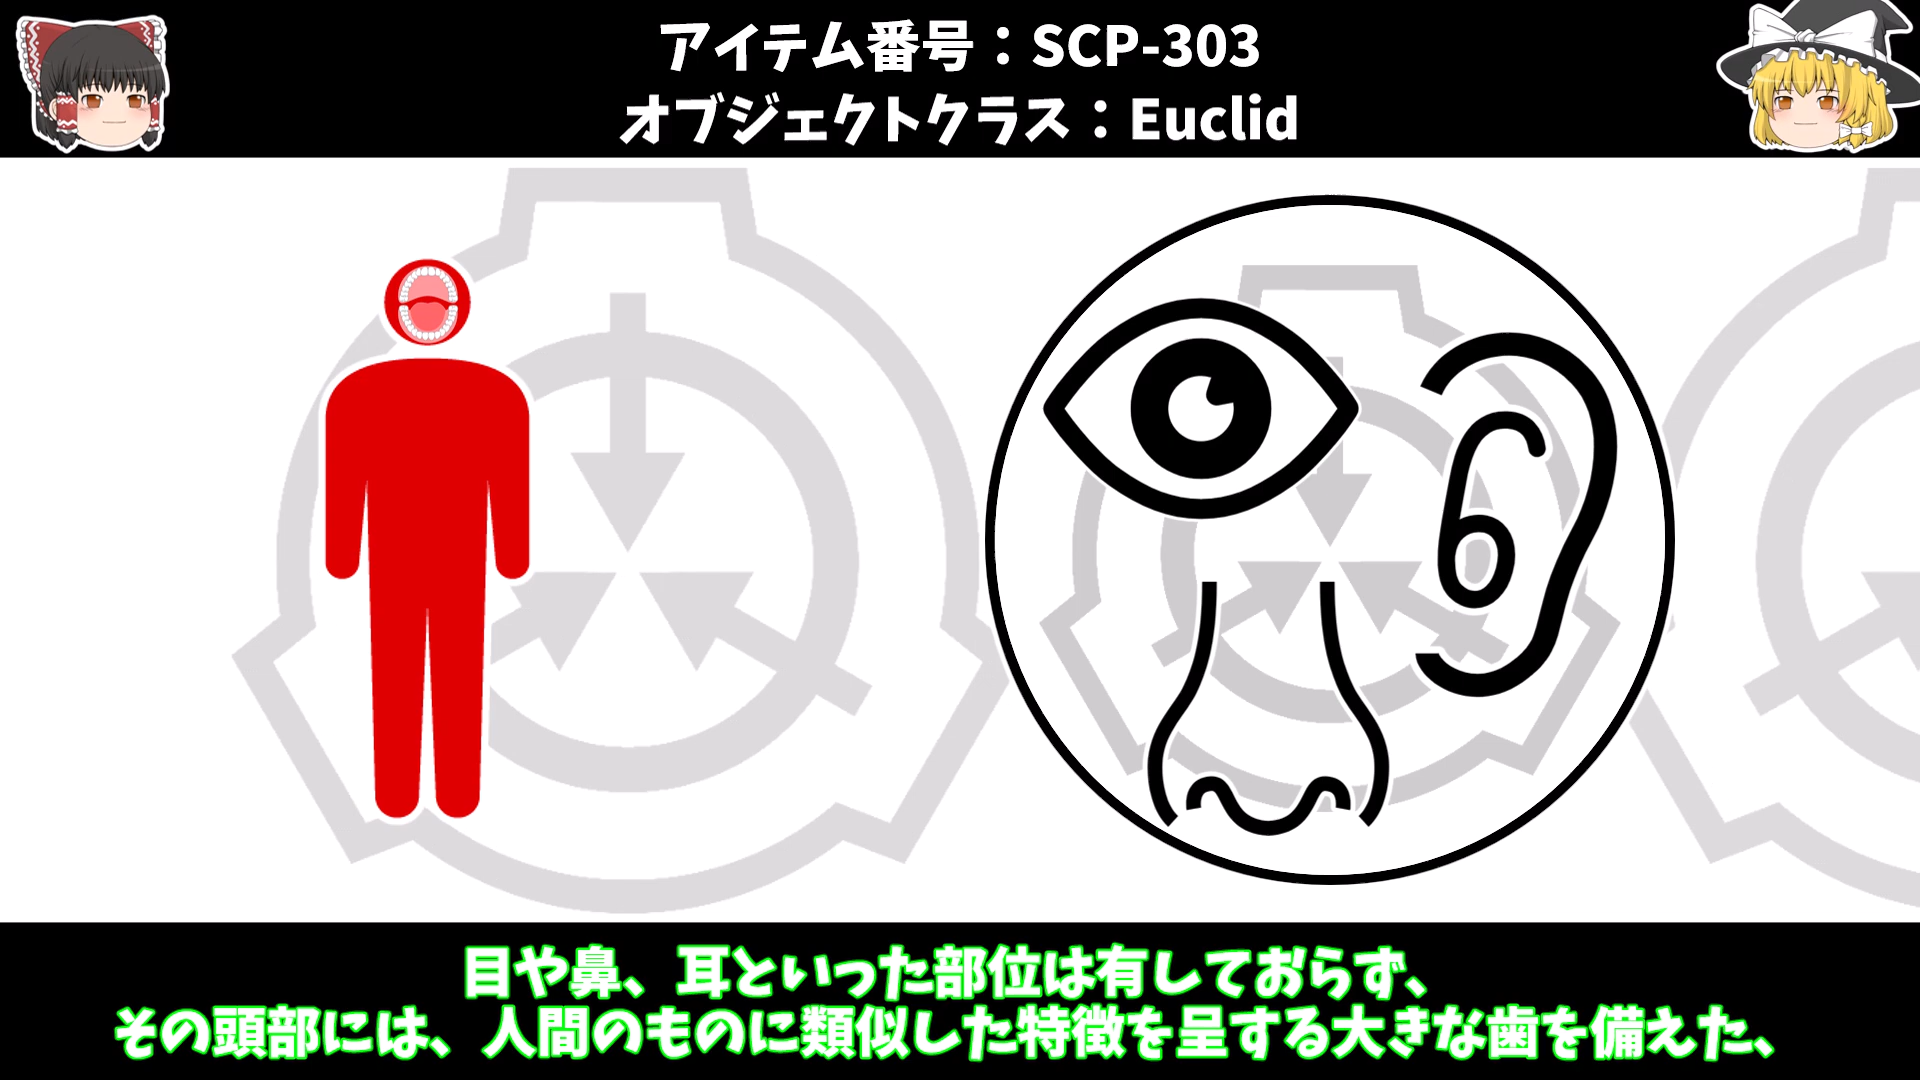 アイテム番号：SCP-303
オブジェクトクラス：Euclid
目や鼻、耳といった部位は有しておらず、
その頭部には、人間のものに類似した特徴を呈する大きな歯を備えた、